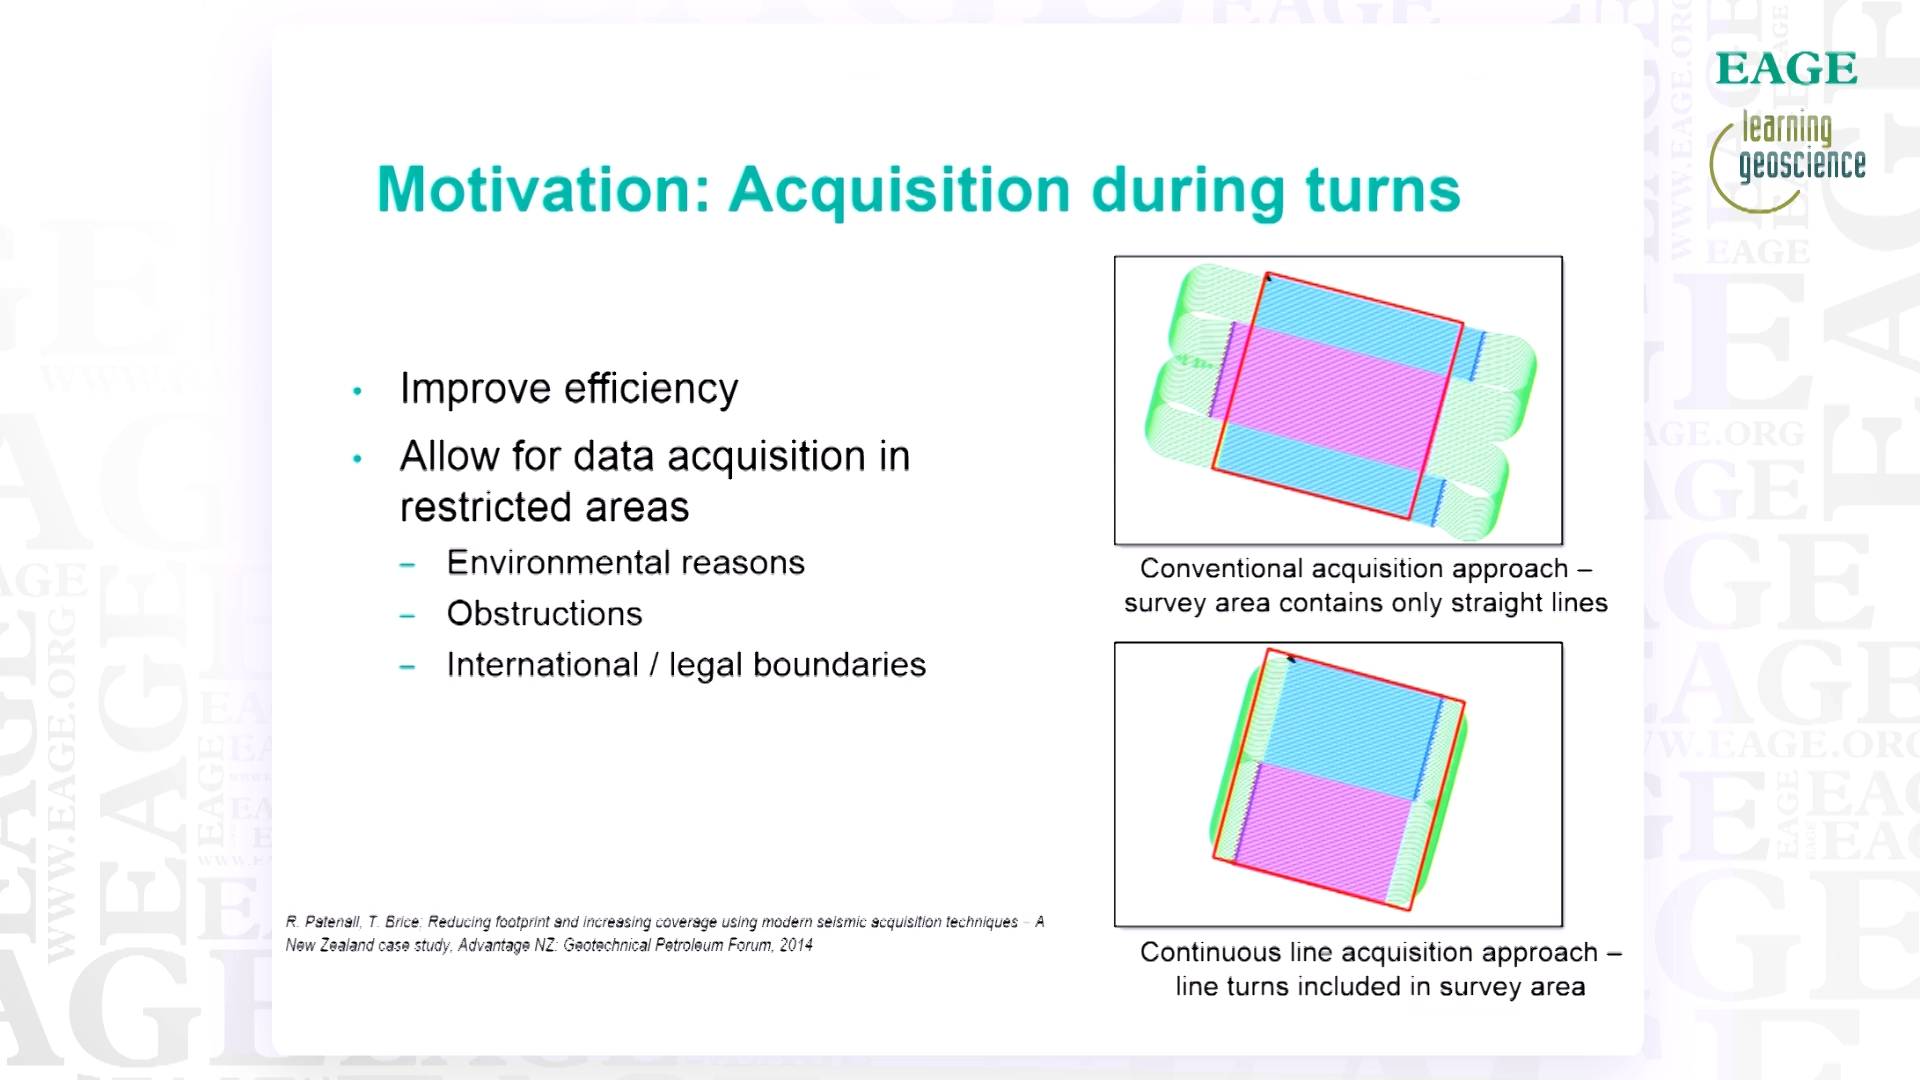 EAGE
learning
geoscience
Motivation: Acquisition during turns
• Improve efficiency
• Allow for data acquisition in
restricted areas
– Environmental reasons
– Obstructions
– International / legal boundaries
Conventional acquisition approach –
survey area contains only straight lines
Continuous line acquisition approach –
line turns included in survey area
R. Patenall, T. Brice; Reducing footprint and increasing coverage using modern seismic acquisition techniques – A
New Zealand case study, Advantage NZ: Geotechnical Petroleum Forum, 2014